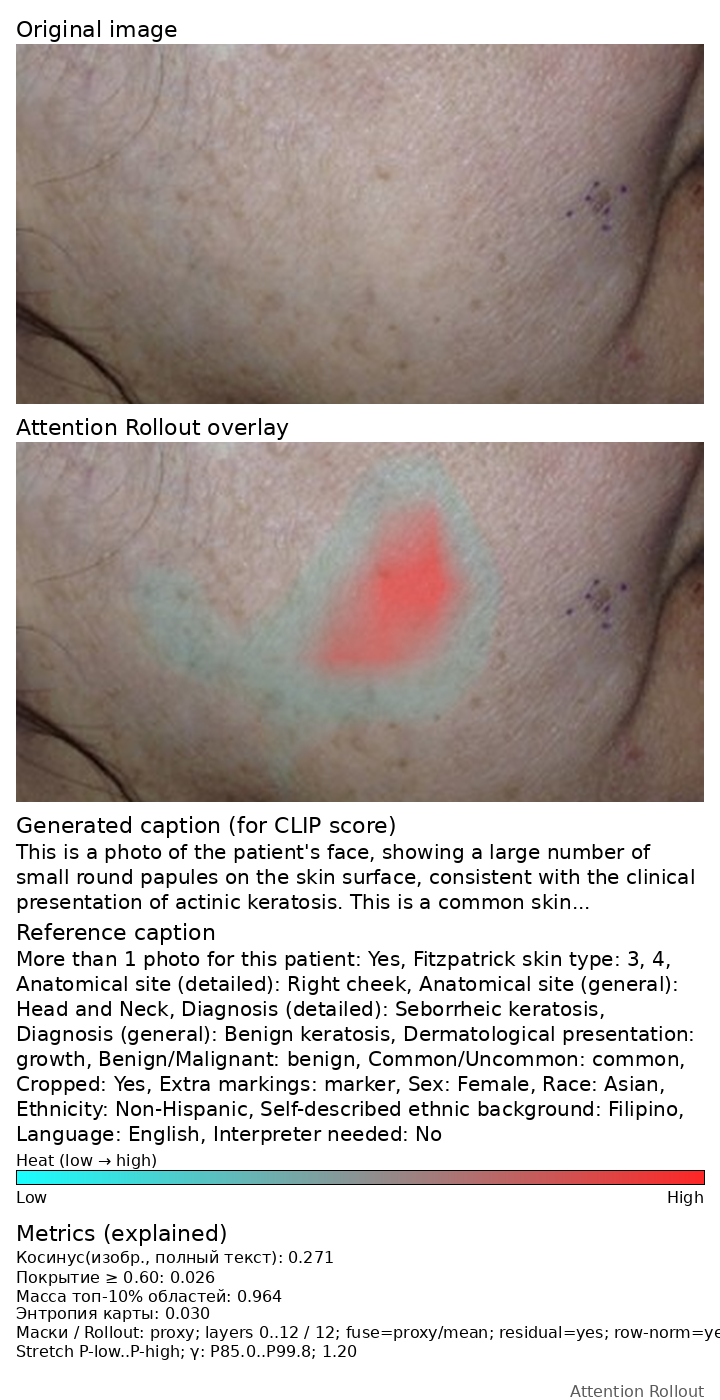 Original image
Attention Rollout overlay
Generated caption (for CLIP score)
This is a photo of the patient's face, showing a large number of
small round papules on the skin surface, consistent with the clinical
presentation of actinic keratosis. This is a common skin...
Reference caption
More than 1 photo for this patient: Yes, Fitzpatrick skin type: 3, 4,
Anatomical site (detailed): Right cheek, Anatomical site (general):
Head and Neck, Diagnosis (detailed): Seborrheic keratosis,
Diagnosis (general): Benign keratosis, Dermatological presentation:
growth, Benign/Malignant: benign, Common/Uncommon: common,
Cropped: Yes, Extra markings: marker, Sex: Female, Race: Asian,
Ethnicity: Non-Hispanic, Self-described ethnic background: Filipino,
Language: English, Interpreter needed: No
Heat (low → high)
Low High
Metrics (explained)
Косинус(изобр., полный текст): 0.271
Покрытие ≥ 0.60: 0.026
Масса топ-10% областей: 0.964
Энтропия карты: 0.030
Маски / Rollout: proxy; layers 0..12 / 12; fuse=proxy/mean; residual=yes; row-norm=ye
Stretch P-low..P-high; γ: P85.0..P99.8; 1.20
Attention Rollout